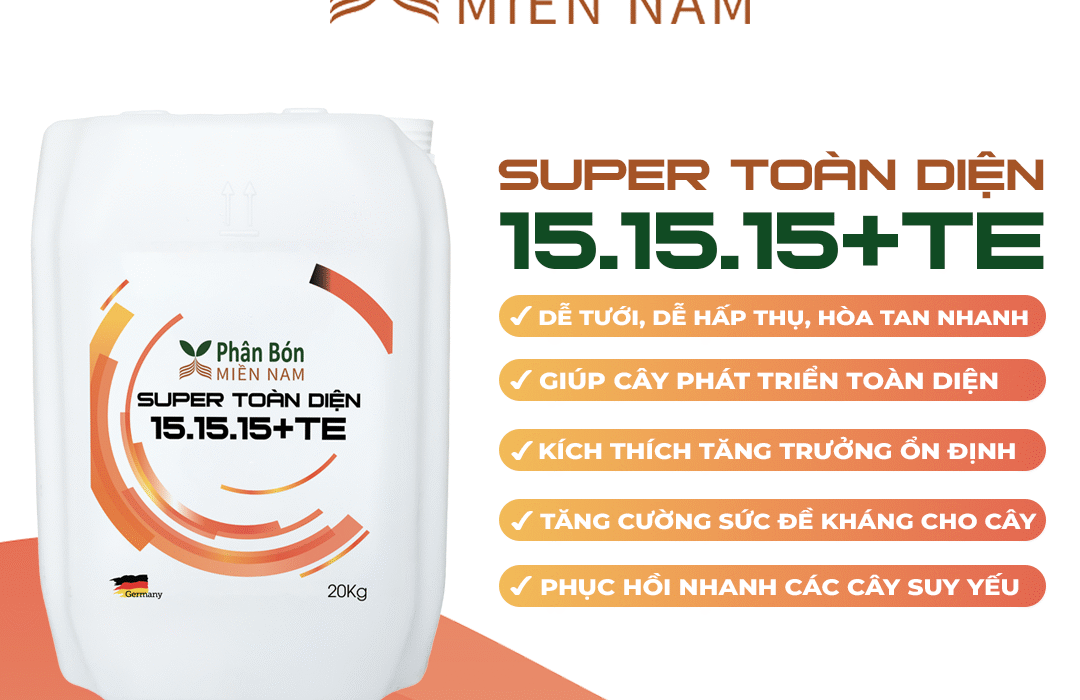 MIỀN NAM
SUPER TOÀN DIỆN
15.15.15+TE
✓ DỄ TƯỚI, DỄ HẤP THỤ, HÒA TAN NHANH
✓ GIÚP CÂY PHÁT TRIỂN TOÀN DIỆN
✓ KÍCH THÍCH TĂNG TRƯỞNG ỔN ĐỊNH
✓ TĂNG CƯỜNG SỨC ĐỀ KHÁNG CHO CÂY
✓ PHỤC HỒI NHANH CÁC CÂY SUY YẾU
Phân Bón
MIỀN NAM
SUPER TOÀN DIỆN
15.15.15+TE
Germany
20Kg